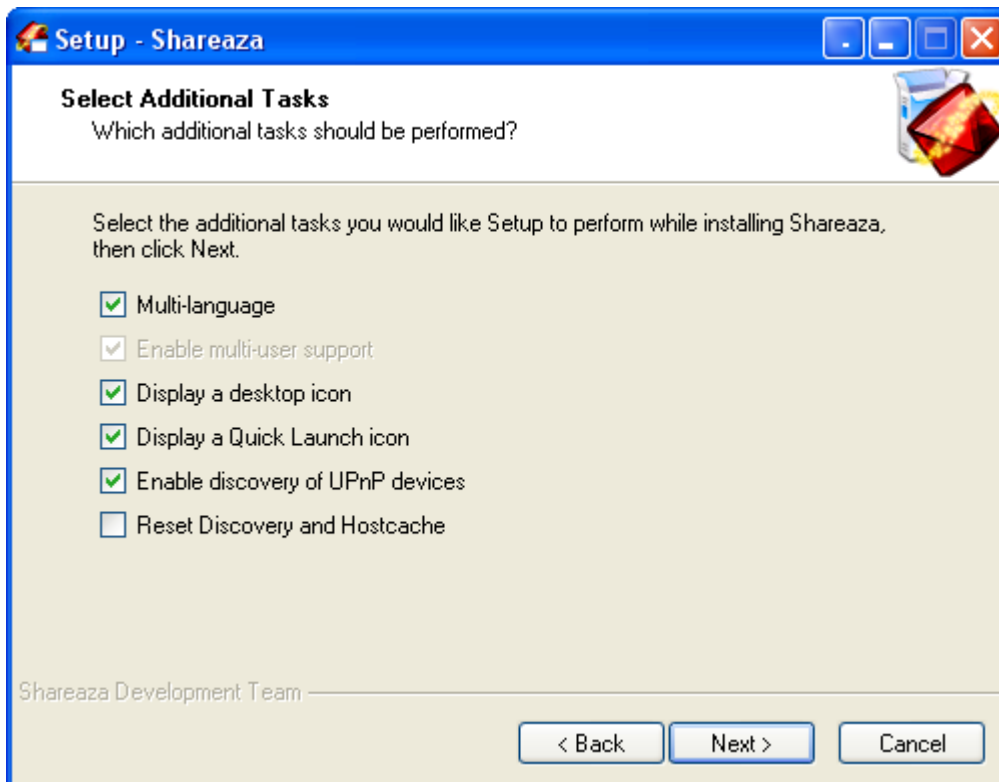 Setup - Shareaza
Select Additional Tasks
Which additional tasks should be performed?
Select the additional tasks you would like Setup to perform while installing Shareaza,
then click Next.
Multi-language
Enable multi-user support
Display a desktop icon
Display a Quick Launch icon
Enable discovery of UPnP devices
Reset Discovery and Hostcache
Shareaza Development Team
< Back
Next >
Cancel